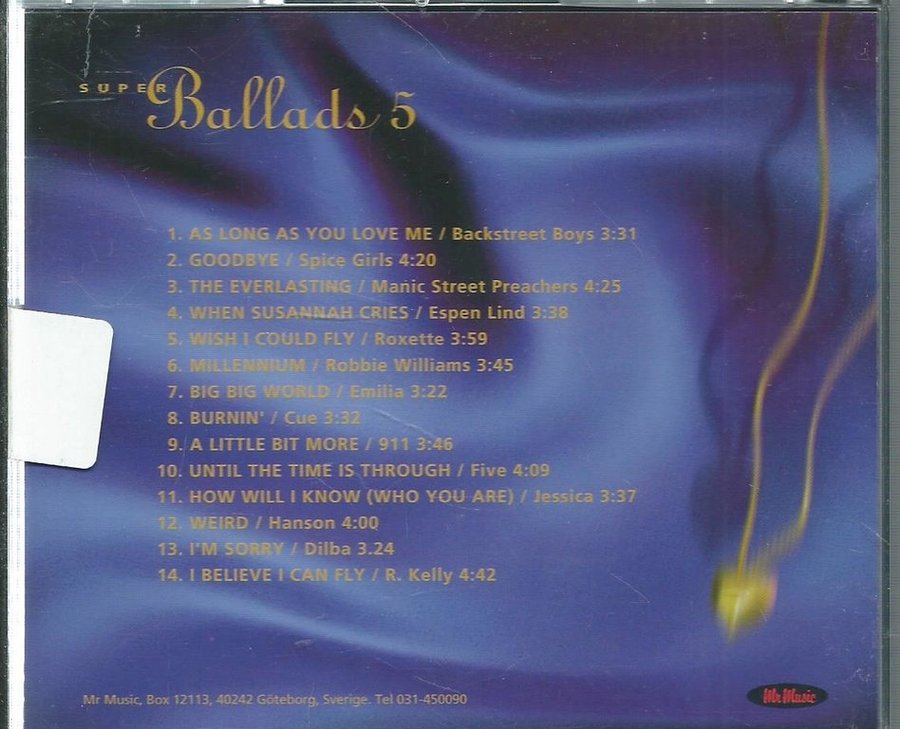 SUPER
Ballads 5
1. AS LONG AS YOU LOVE ME / Backstreet Boys 3:31
2. GOODBYE / Spice Girls 4:20
3. THE EVERLASTING / Manic Street Preachers 4:25
4. WHEN SUSANNAH CRIES / Espen Lind 3:38
5. WISH I COULD FLY / Roxette 3:59
6. MILLENNIUM / Robbie Williams 3:45
7. BIG BIG WORLD / Emilia 3:22
8. BURNIN' / Cue 3:32
9. A LITTLE BIT MORE / 911 3:46
10. UNTIL THE TIME IS THROUGH / Five 4:09
11. HOW WILL I KNOW (WHO YOU ARE) / Jessica 3:37
12. WEIRD / Hanson 4:00
13. I'M SORRY / Dilba 3.24
14. I BELIEVE I CAN FLY / R. Kelly 4:42
Mr Music, Box 12113, 40242 Göteborg, Sverige. Tel 031-450090
Mr Music